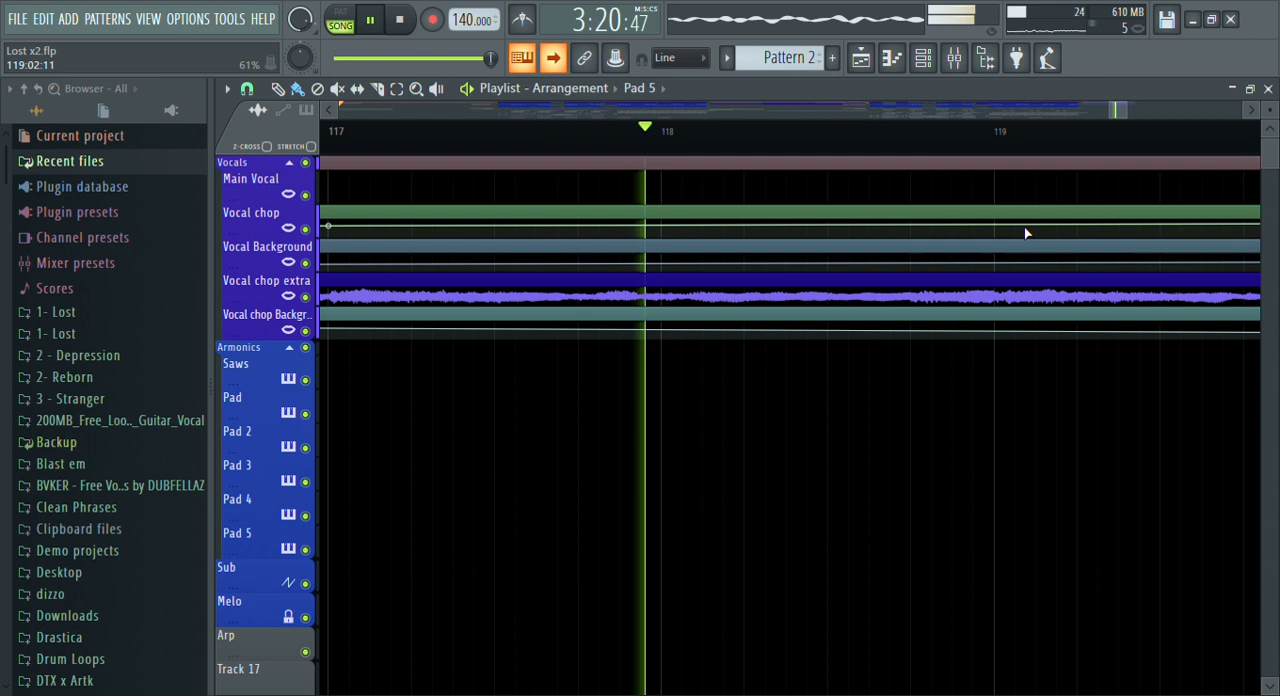 FILE EDIT ADD PATTERNS VIEW OPTIONS TOOLS HELP
PAT
SONG
140.000
3:20:47
M:S:CS
24
610 MB
5
Lost x2.flp
119:02:11
61%
Line
Pattern 2
+
Browser - All
Playlist - Arrangement › Pad 5 ›
Z-CROSS
STRETCH
117
118
119
Current project
Recent files
Plugin database
Plugin presets
Channel presets
Mixer presets
Scores
1- Lost
1- Lost
2 - Depression
2- Reborn
3 - Stranger
200MB_Free_Loo.._Guitar_Vocal
Backup
Blast em
BVKER - Free Vo..s by DUBFELLAZ
Clean Phrases
Clipboard files
Demo projects
Desktop
dizzo
Downloads
Drastica
Drum Loops
DTX x Artk
Vocals
Main Vocal
Vocal chop
Vocal Background
Vocal chop extra
Vocal chop Backgr..
Armonics
Saws
Pad
Pad 2
Pad 3
Pad 4
Pad 5
Sub
Melo
Arp
Track 17